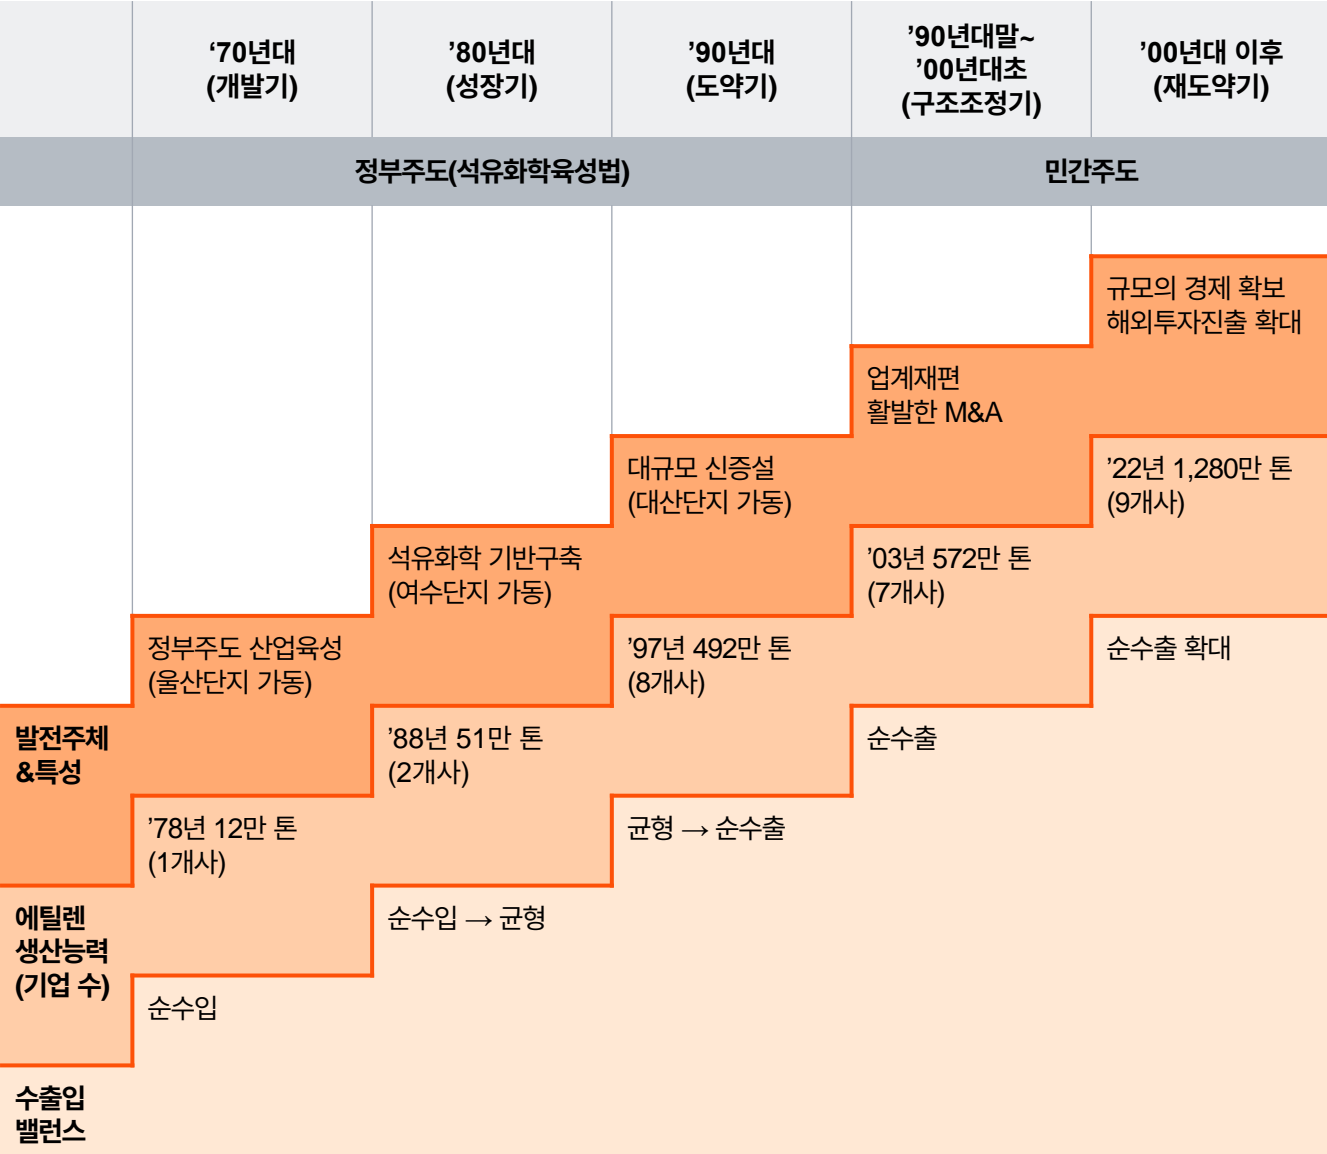 ‘70년대
(개발기)
’80년대
(성장기)
’90년대
(도약기)
’90년대말~
’00년대초
(구조조정기)
’00년대 이후
(재도약기)
정부주도(석유화학육성법)
민간주도
발전주체
&특성
정부주도 산업육성
(울산단지 가동)
석유화학 기반구축
(여수단지 가동)
대규모 신증설
(대산단지 가동)
업계재편
활발한 M&A
규모의 경제 확보
해외투자진출 확대
에틸렌
생산능력
(기업 수)
’78년 12만 톤
(1개사)
’88년 51만 톤
(2개사)
’97년 492만 톤
(8개사)
’03년 572만 톤
(7개사)
’22년 1,280만 톤
(9개사)
수출입
밸런스
순수입
순수입 → 균형
균형 → 순수출
순수출
순수출 확대